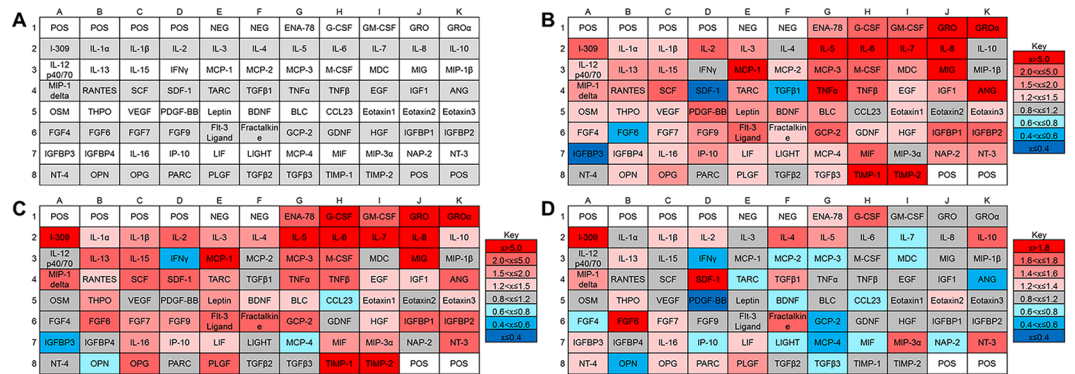 A
A B C D E F G H I J K
1 POS POS POS POS NEG NEG ENA-78 G-CSF GM-CSF GRO GROα
2 I-309 IL-1α IL-1β IL-2 IL-3 IL-4 IL-5 IL-6 IL-7 IL-8 IL-10
3 IL-12 p40/70 IL-13 IL-15 IFNγ MCP-1 MCP-2 MCP-3 M-CSF MDC MIG MIP-1β
4 MIP-1 delta RANTES SCF SDF-1 TARC TGFβ1 TNFα TNFβ EGF IGF1 ANG
5 OSM THPO VEGF PDGF-BB Leptin BDNF BLC CCL23 Eotaxin1 Eotaxin2 Eotaxin3
6 FGF4 FGF6 FGF7 FGF9 Flt-3 Ligand Fractalkin e GCP-2 GDNF HGF IGFBP1 IGFBP2
7 IGFBP3 IGFBP4 IL-16 IP-10 LIF LIGHT MCP-4 MIF MIP-3α NAP-2 NT-3
8 NT-4 OPN OPG PARC PLGF TGFβ2 TGFβ3 TIMP-1 TIMP-2 POS POS
B
A B C D E F G H I J K
1 POS POS POS POS NEG NEG ENA-78 G-CSF GM-CSF GRO GROα
2 I-309 IL-1α IL-1β IL-2 IL-3 IL-4 IL-5 IL-6 IL-7 IL-8 IL-10
3 IL-12 p40/70 IL-13 IL-15 IFNγ MCP-1 MCP-2 MCP-3 M-CSF MDC MIG MIP-1β
4 MIP-1 delta RANTES SCF SDF-1 TARC TGFβ1 TNFα TNFβ EGF IGF1 ANG
5 OSM THPO VEGF PDGF-BB Leptin BDNF BLC CCL23 Eotaxin1 Eotaxin2 Eotaxin3
6 FGF4 FGF6 FGF7 FGF9 Flt-3 Ligand Fractalkin e GCP-2 GDNF HGF IGFBP1 IGFBP2
7 IGFBP3 IGFBP4 IL-16 IP-10 LIF LIGHT MCP-4 MIF MIP-3α NAP-2 NT-3
8 NT-4 OPN OPG PARC PLGF TGFβ2 TGFβ3 TIMP-1 TIMP-2 POS POS
Key
x>5.0
2.0<x≤5.0
1.5<x≤2.0
1.2<x≤1.5
0.8<x≤1.2
0.6<x≤0.8
0.4<x≤0.6
x≤0.4
C
A B C D E F G H I J K
1 POS POS POS POS NEG NEG ENA-78 G-CSF GM-CSF GRO GROα
2 I-309 IL-1α IL-1β IL-2 IL-3 IL-4 IL-5 IL-6 IL-7 IL-8 IL-10
3 IL-12 p40/70 IL-13 IL-15 IFNγ MCP-1 MCP-2 MCP-3 M-CSF MDC MIG MIP-1β
4 MIP-1 delta RANTES SCF SDF-1 TARC TGFβ1 TNFα TNFβ EGF IGF1 ANG
5 OSM THPO VEGF PDGF-BB Leptin BDNF BLC CCL23 Eotaxin1 Eotaxin2 Eotaxin3
6 FGF4 FGF6 FGF7 FGF9 Flt-3 Ligand Fractalkin e GCP-2 GDNF HGF IGFBP1 IGFBP2
7 IGFBP3 IGFBP4 IL-16 IP-10 LIF LIGHT MCP-4 MIF MIP-3α NAP-2 NT-3
8 NT-4 OPN OPG PARC PLGF TGFβ2 TGFβ3 TIMP-1 TIMP-2 POS POS
Key
x>5.0
2.0<x≤5.0
1.5<x≤2.0
1.2<x≤1.5
0.8<x≤1.2
0.6<x≤0.8
0.4<x≤0.6
x≤0.4
D
A B C D E F G H I J K
1 POS POS POS POS NEG NEG ENA-78 G-CSF GM-CSF GRO GROα
2 I-309 IL-1α IL-1β IL-2 IL-3 IL-4 IL-5 IL-6 IL-7 IL-8 IL-10
3 IL-12 p40/70 IL-13 IL-15 IFNγ MCP-1 MCP-2 MCP-3 M-CSF MDC MIG MIP-1β
4 MIP-1 delta RANTES SCF SDF-1 TARC TGFβ1 TNFα TNFβ EGF IGF1 ANG
5 OSM THPO VEGF PDGF-BB Leptin BDNF BLC CCL23 Eotaxin1 Eotaxin2 Eotaxin3
6 FGF4 FGF6 FGF7 FGF9 Flt-3 Ligand Fractalkin e GCP-2 GDNF HGF IGFBP1 IGFBP2
7 IGFBP3 IGFBP4 IL-16 IP-10 LIF LIGHT MCP-4 MIF MIP-3α NAP-2 NT-3
8 NT-4 OPN OPG PARC PLGF TGFβ2 TGFβ3 TIMP-1 TIMP-2 POS POS
Key
x>1.8
1.6<x≤1.8
1.4<x≤1.6
1.2<x≤1.4
0.8<x≤1.2
0.6<x≤0.8
0.4<x≤0.6
x≤0.4